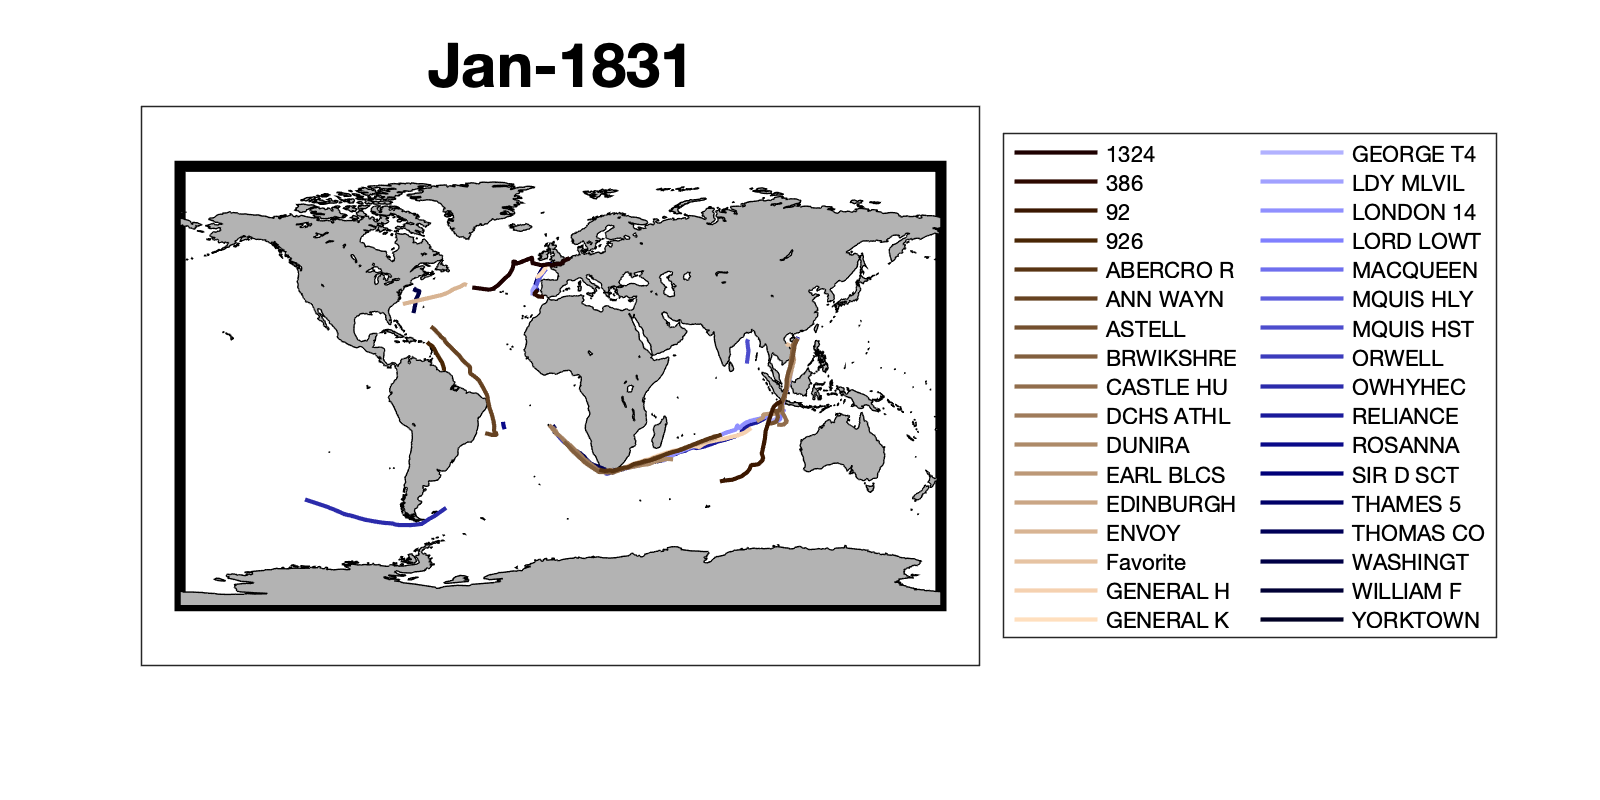 Jan-1831
1324
386
92
926
ABERCRO R
ANN WAYN
ASTELL
BRWIKSHRE
CASTLE HU
DCHS ATHL
DUNIRA
EARL BLCS
EDINBURGH
ENVOY
Favorite
GENERAL H
GENERAL K
GEORGE T4
LDY MLVIL
LONDON 14
LORD LOWT
MACQUEEN
MQUIS HLY
MQUIS HST
ORWELL
OWHYHEC
RELIANCE
ROSANNA
SIR D SCT
THAMES 5
THOMAS CO
WASHINGT
WILLIAM F
YORKTOWN